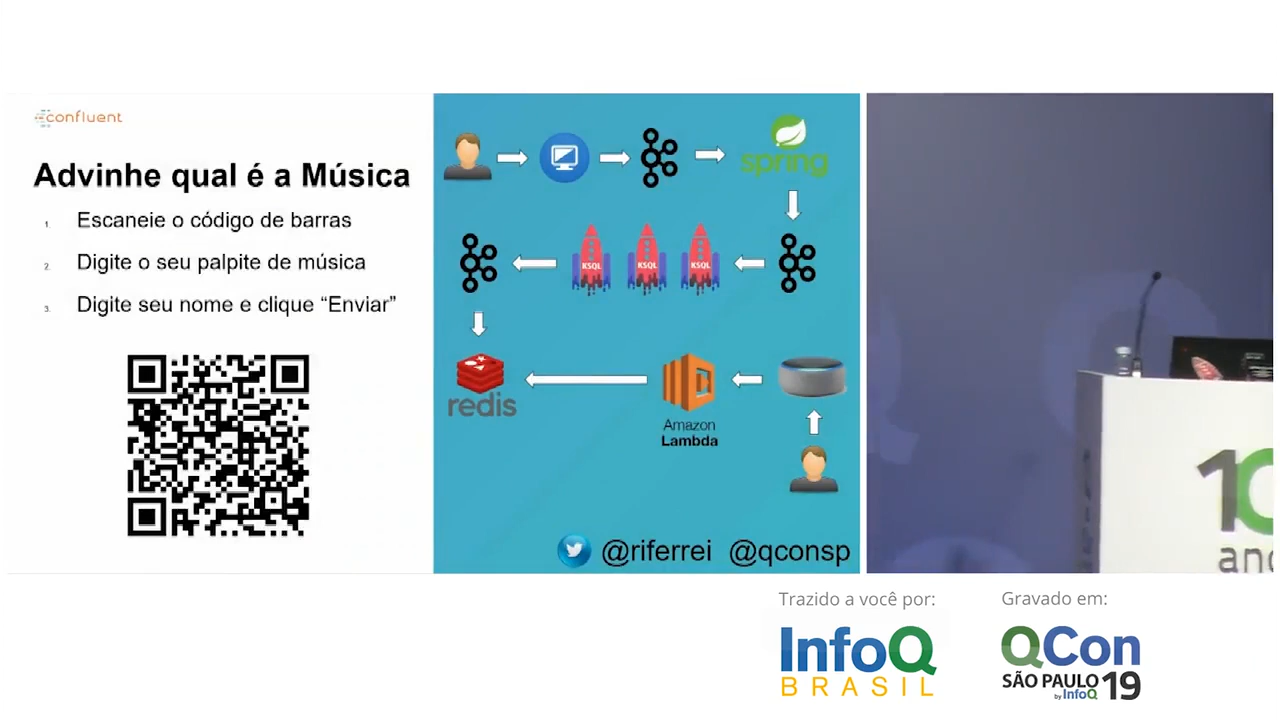 confluent
Advinhe qual é a Música
1. Escaneie o código de barras
2. Digite o seu palpite de música
3. Digite seu nome e clique “Enviar”
spring
KSQL KSQL KSQL
redis
Amazon
Lambda
@riferrei @qconsp
10
ano
Trazido a você por:
InfoQ
BRASIL
Gravado em:
QCon
SÃO PAULO 19
by InfoQ